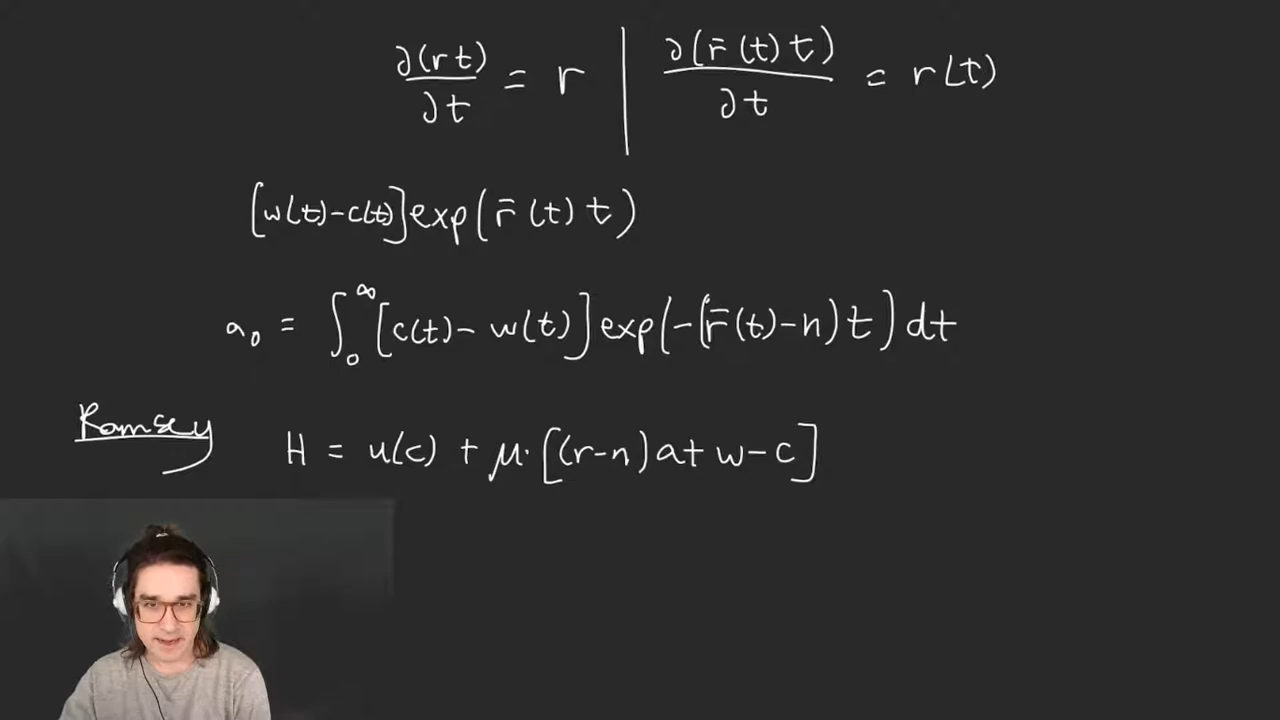 ∂(rt)/∂t = r | ∂(r̄(t)t)/∂t = r(t)
[w(t)-c(t)]exp(r̄(t)t)
a₀ = ∫₀^∞ [c(t)-w(t)]exp(-(r̄(t)-n)t)dt
Ramsey H = u(c) + μ·[(r-n)a+w-c]